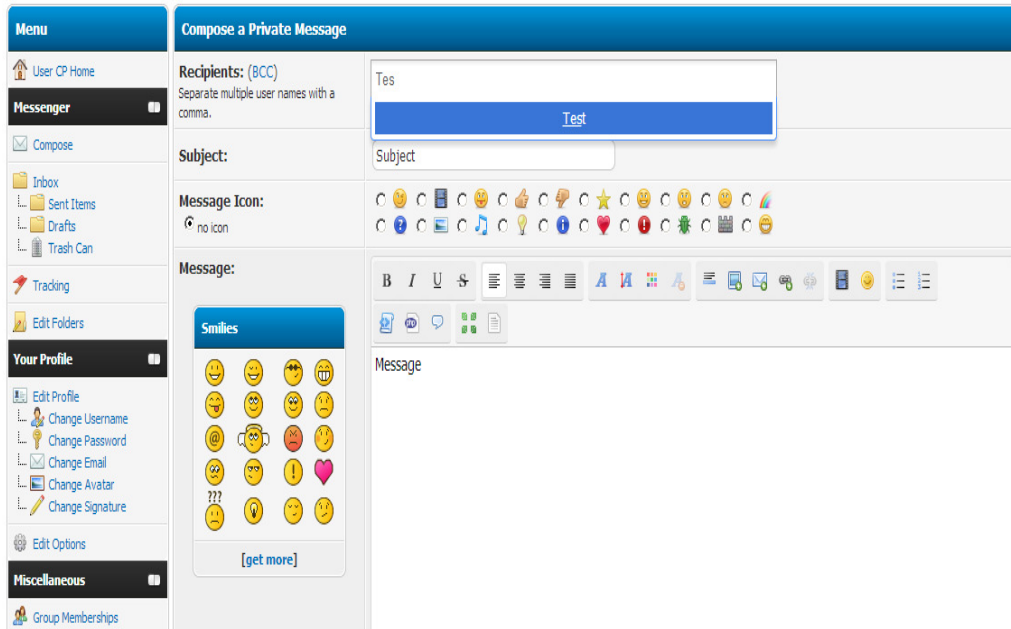 Menu
User CP Home
Messenger
Compose
Inbox
Sent Items
Drafts
Trash Can
Tracking
Edit Folders
Your Profile
Edit Profile
Change Username
Change Password
Change Email
Change Avatar
Change Signature
Edit Options
Miscellaneous
Group Memberships
Compose a Private Message
Recipients: (BCC)
Separate multiple user names with a
comma.
Tes
Test
Subject:
Subject
Message Icon:
no icon
Message:
B I U S
Smilies
@
!
???
[get more]
Message